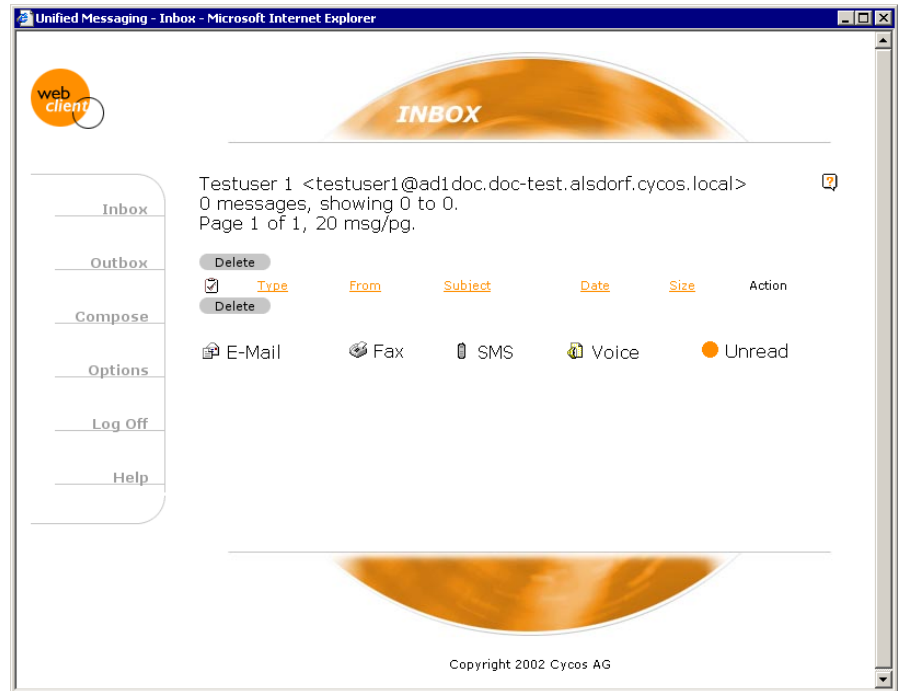 Unified Messaging - Inbox - Microsoft Internet Explorer
web
client
INBOX
Testuser 1 <testuser1@ad1doc.doc-test.alsdorf.cycos.local>
0 messages, showing 0 to 0.
Page 1 of 1, 20 msg/pg.
Inbox
Outbox
Compose
Options
Log Off
Help
Delete
Type From Subject Date Size Action
Delete
E-Mail Fax SMS Voice Unread
Copyright 2002 Cycos AG